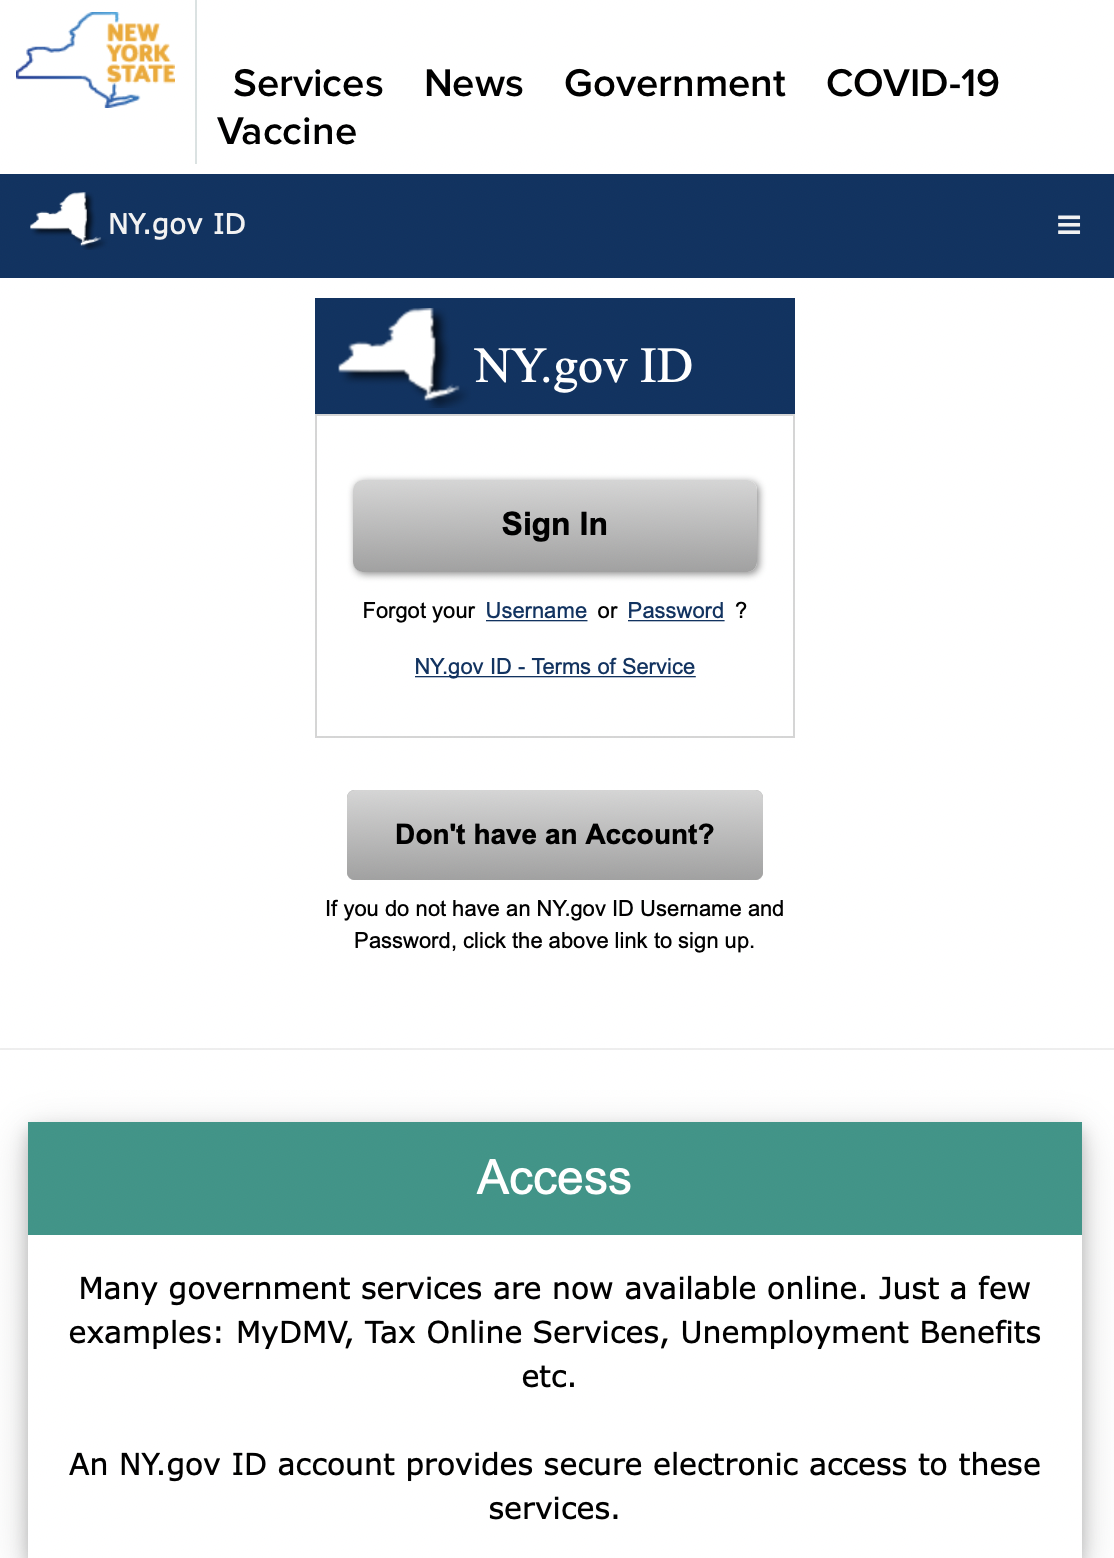 NEW
YORK
STATE
Services News Government COVID-19
Vaccine
NY.gov ID
NY.gov ID
Sign In
Forgot your Username or Password ?
NY.gov ID - Terms of Service
Don't have an Account?
If you do not have an NY.gov ID Username and
Password, click the above link to sign up.
Access
Many government services are now available online. Just a few
examples: MyDMV, Tax Online Services, Unemployment Benefits
etc.
An NY.gov ID account provides secure electronic access to these
services.